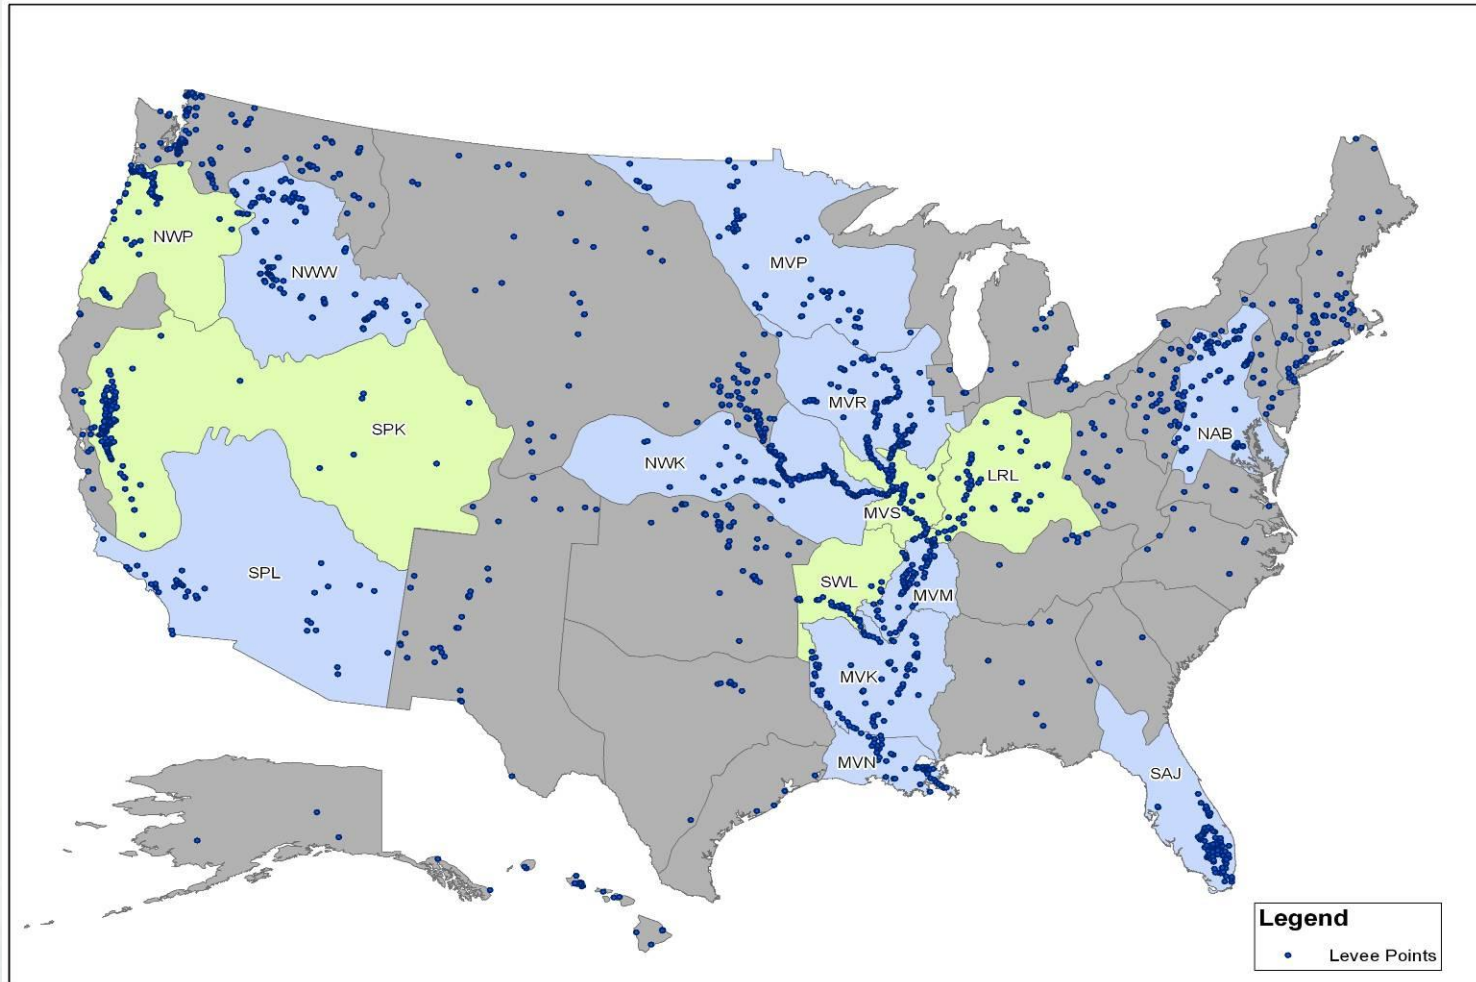 NWP
NWW
MVP
MVR
SPK
NWK
NAB
LRL
MVS
SPL
SWL
MVM
MVK
MVN
SAJ
Legend
Levee Points